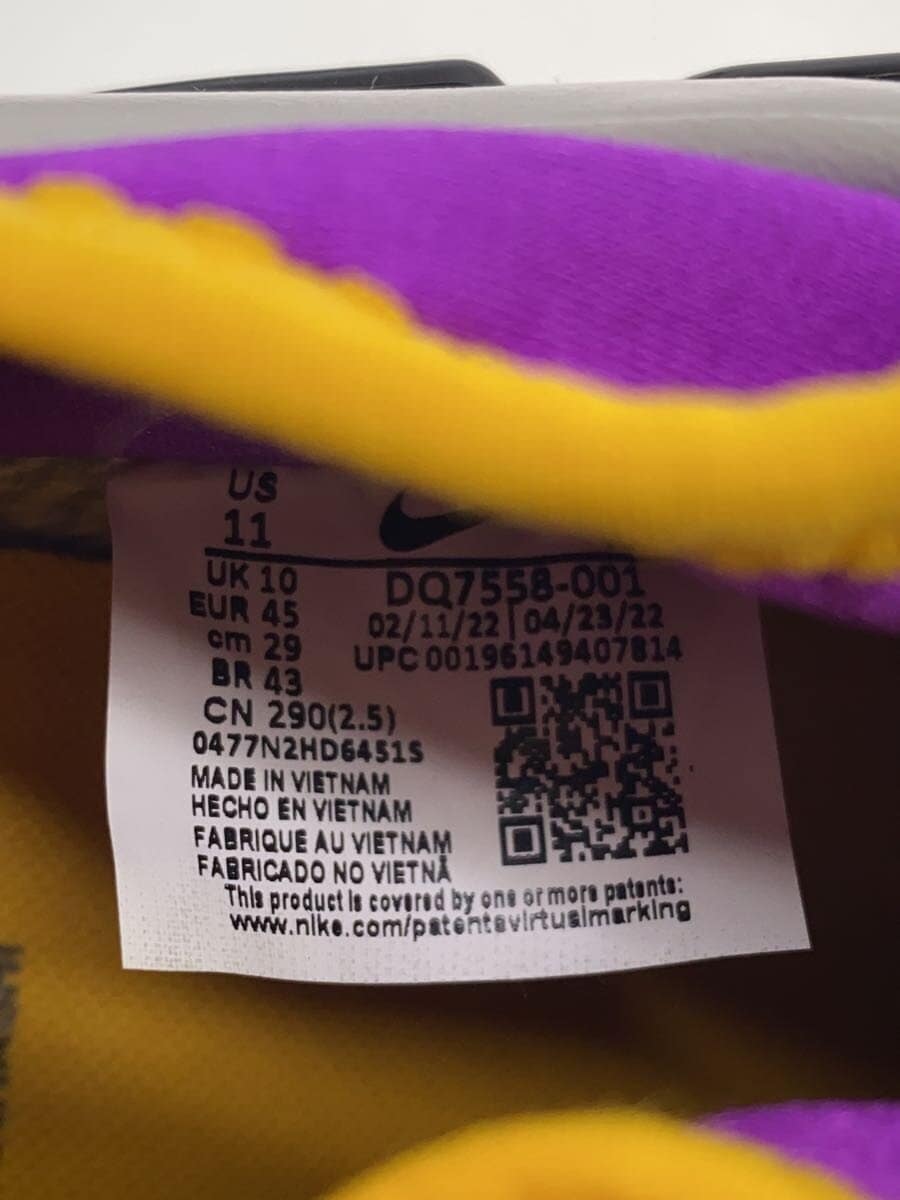 US
11
UK 10
EUR 45
cm 29
BR 43
CN 290(2.5)
DQ7558-001
02/11/22 04/23/22
UPC 00196149407814
0477N2HD6451S
MADE IN VIETNAM
HECHO EN VIETNAM
FABRIQUE AU VIETNAM
FABRICADO NO VIETNÃ
This product is covered by one or more patents:
www.nike.com/patentsvirtualmarking